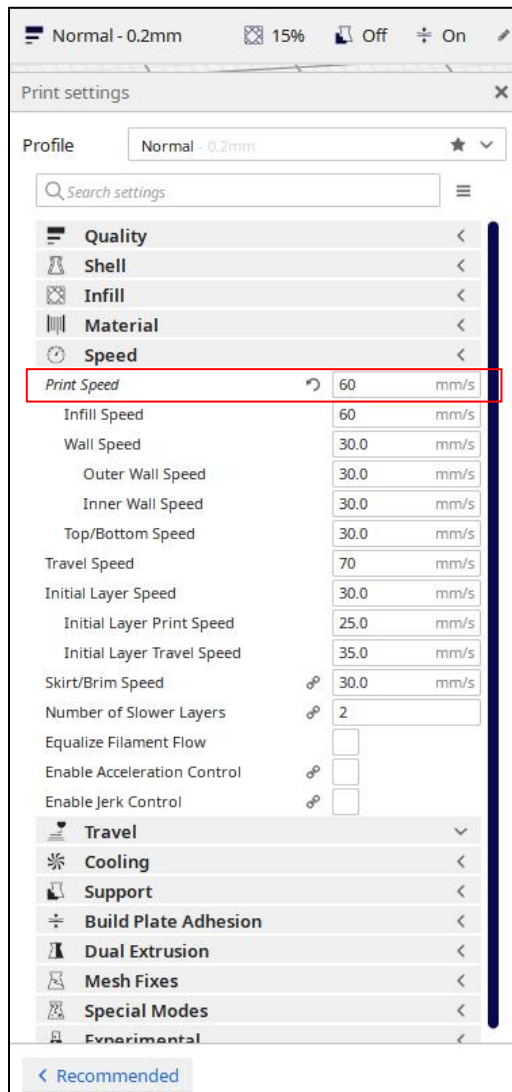 Normal - 0.2mm 15% Off On
Print settings
Profile Normal - 0.2mm
Search settings
Quality
Shell
Infill
Material
Speed
Print Speed 60 mm/s
Infill Speed 60 mm/s
Wall Speed 30.0 mm/s
Outer Wall Speed 30.0 mm/s
Inner Wall Speed 30.0 mm/s
Top/Bottom Speed 30.0 mm/s
Travel Speed 70 mm/s
Initial Layer Speed 30.0 mm/s
Initial Layer Print Speed 25.0 mm/s
Initial Layer Travel Speed 35.0 mm/s
Skirt/Brim Speed 30.0 mm/s
Number of Slower Layers 2
Equalize Filament Flow
Enable Acceleration Control
Enable Jerk Control
Travel
Cooling
Support
Build Plate Adhesion
Dual Extrusion
Mesh Fixes
Special Modes
Experimental
Recommended